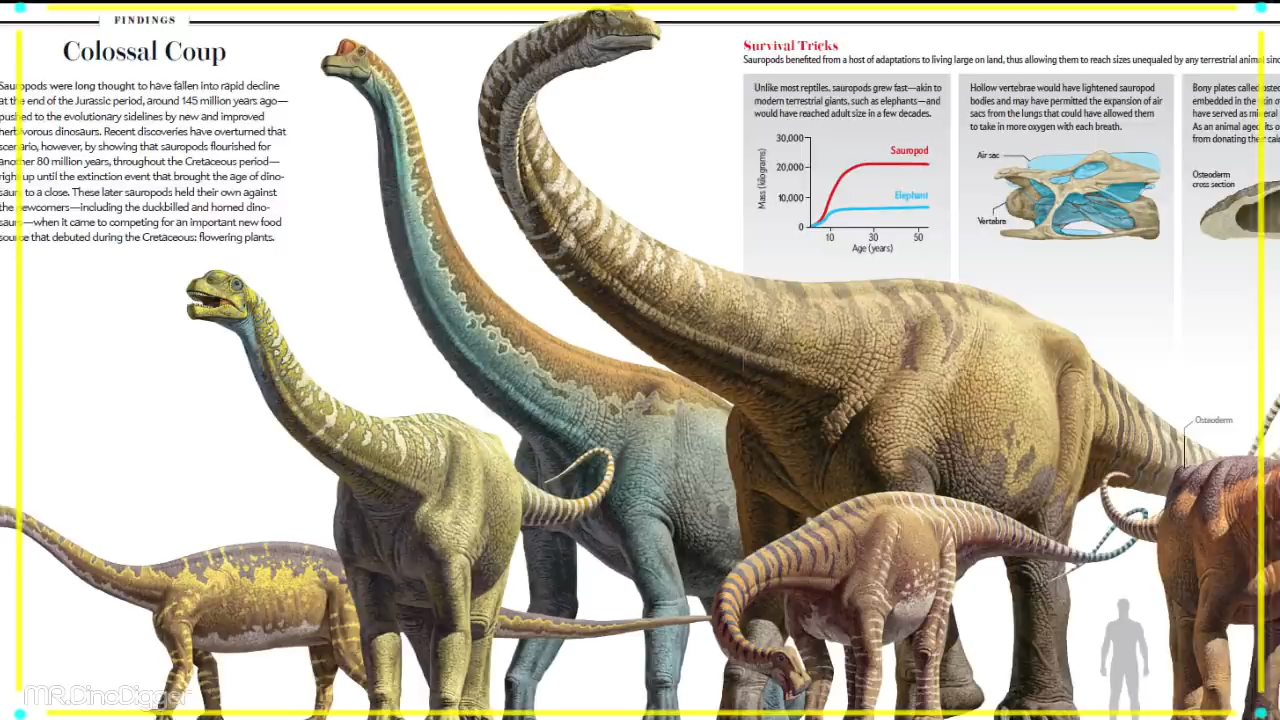 FINDINGS
Colossal Coup
Sauropods were long thought to have fallen into rapid decline
at the end of the Jurassic period, around 145 million years ago—
pushed to the evolutionary sidelines by new and improved
herbivorous dinosaurs. Recent discoveries have overturned that
scenario, however, by showing that sauropods flourished for
another 80 million years, throughout the Cretaceous period—
right up until the extinction event that brought the age of dino-
saurs to a close. These later sauropods held their own against
the newcomers—including the duckbilled and horned dino-
saurs—when it came to competing for an important new food
source that debuted during the Cretaceous: flowering plants.
Survival Tricks
Sauropods benefited from a host of adaptations to living large on land, thus allowing them to reach sizes unequaled by any terrestrial animal
Unlike most reptiles, sauropods grew fast—akin to
modern terrestrial giants, such as elephants—and
would have reached adult size in a few decades.
30,000
20,000
10,000
0
Mass (kilograms)
Sauropod
Elephant
10 30 50
Age (years)
Hollow vertebrae would have lightened sauropod
bodies and may have permitted the expansion of air
sacs from the lungs that could have allowed them
to take in more oxygen with each breath.
Air sac
Vertebra
Bony plates called
embedded in the skin
have served as mineral
As an animal aged, its
from donating their
Osteoderm
cross section
Osteoderm
MR.DinoDigger